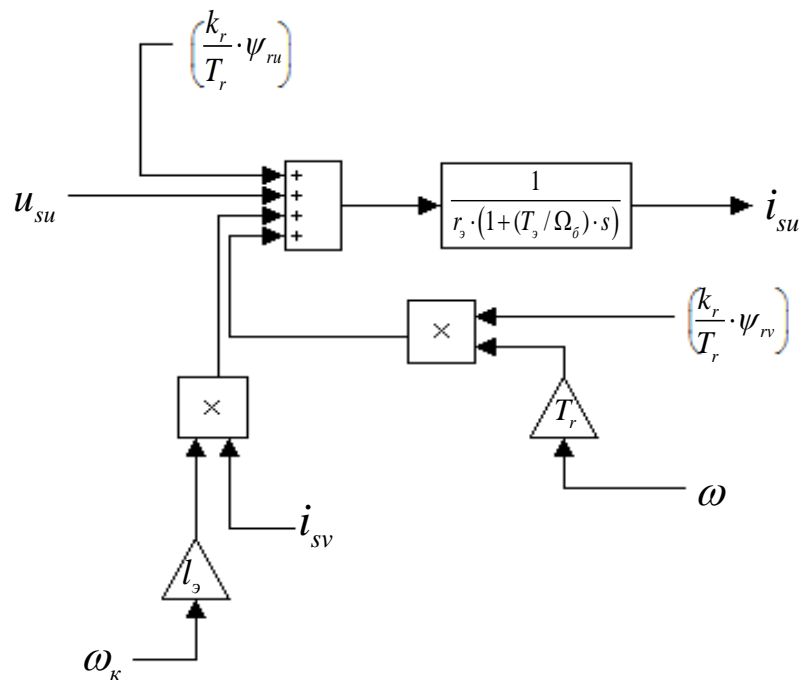 (k_r/T_r · ψ_ru)
+
u_su
+
+
+
1/(r_э · (1 + (T_э / Ω_б) · s))
i_su
×
(k_r/T_r · ψ_rv)
×
T_r
ω
i_sv
l_э
ω_к